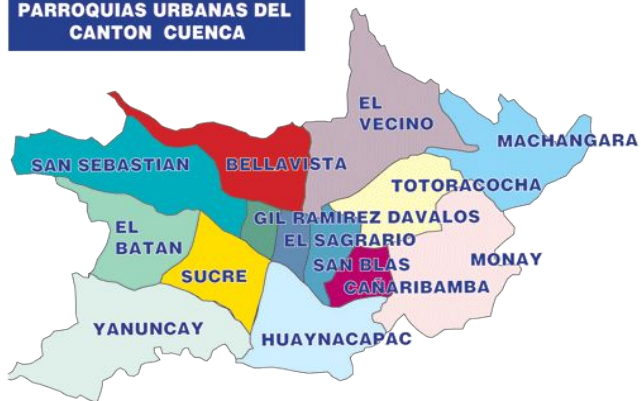 PARROQUIAS URBANAS DEL
CANTON CUENCA
EL
VECINO
MACHANGARA
SAN SEBASTIAN
BELLAVISTA
TOTORACOCHA
GIL RAMIREZ DAVALOS
EL
BATAN
EL SAGRARIO
SAN BLAS
MONAY
SUCRE
CAÑARIBAMBA
YANUNCAY
HUAYNACAPAC